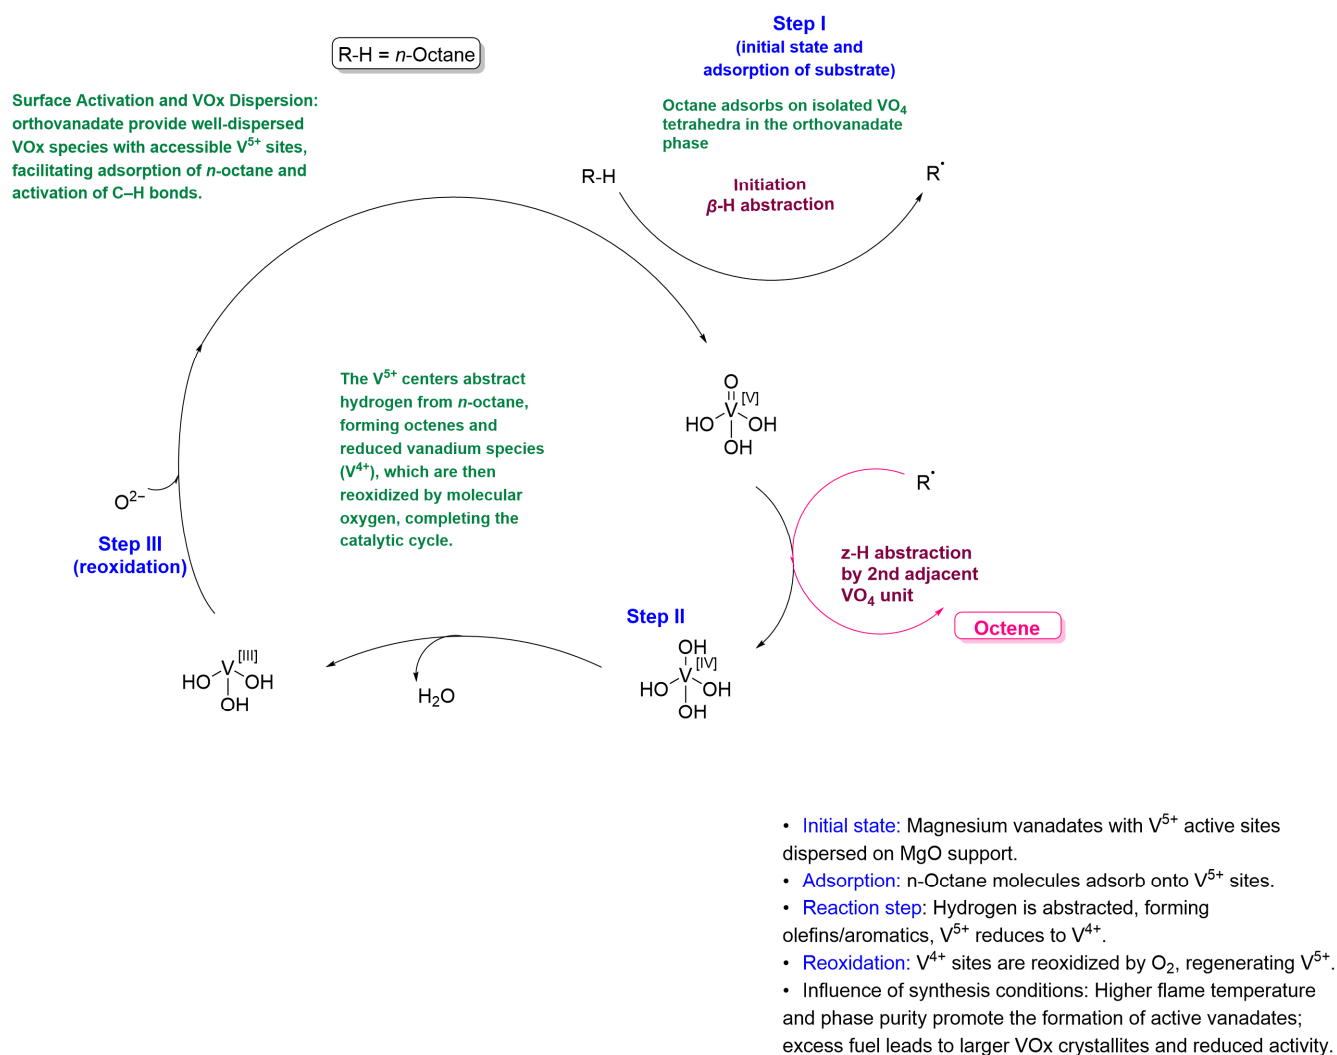 Step I
(initial state and
adsorption of substrate)
R-H = n-Octane
Surface Activation and VOx Dispersion:
orthovanadate provide well-dispersed
VOx species with accessible V⁵⁺ sites,
facilitating adsorption of n-octane and
activation of C–H bonds.
Octane adsorbs on isolated VO₄
tetrahedra in the orthovanadate
phase
R-H
Initiation
β-H abstraction
R•
The V⁵⁺ centers abstract
hydrogen from n-octane,
forming octenes and
reduced vanadium species
(V⁴⁺), which are then
reoxidized by molecular
oxygen, completing the
catalytic cycle.
O
[V]
V
HO
OH
OH
R•
O²⁻
Step III
(reoxidation)
z-H abstraction
by 2nd adjacent
VO₄ unit
Octene
Step II
OH
[IV]
V
HO
OH
OH
[III]
V
HO
OH
OH
H₂O
• Initial state: Magnesium vanadates with V⁵⁺ active sites
dispersed on MgO support.
• Adsorption: n-Octane molecules adsorb onto V⁵⁺ sites.
• Reaction step: Hydrogen is abstracted, forming
olefins/aromatics, V⁵⁺ reduces to V⁴⁺.
• Reoxidation: V⁴⁺ sites are reoxidized by O₂, regenerating V⁵⁺.
• Influence of synthesis conditions: Higher flame temperature
and phase purity promote the formation of active vanadates;
excess fuel leads to larger VOx crystallites and reduced activity.